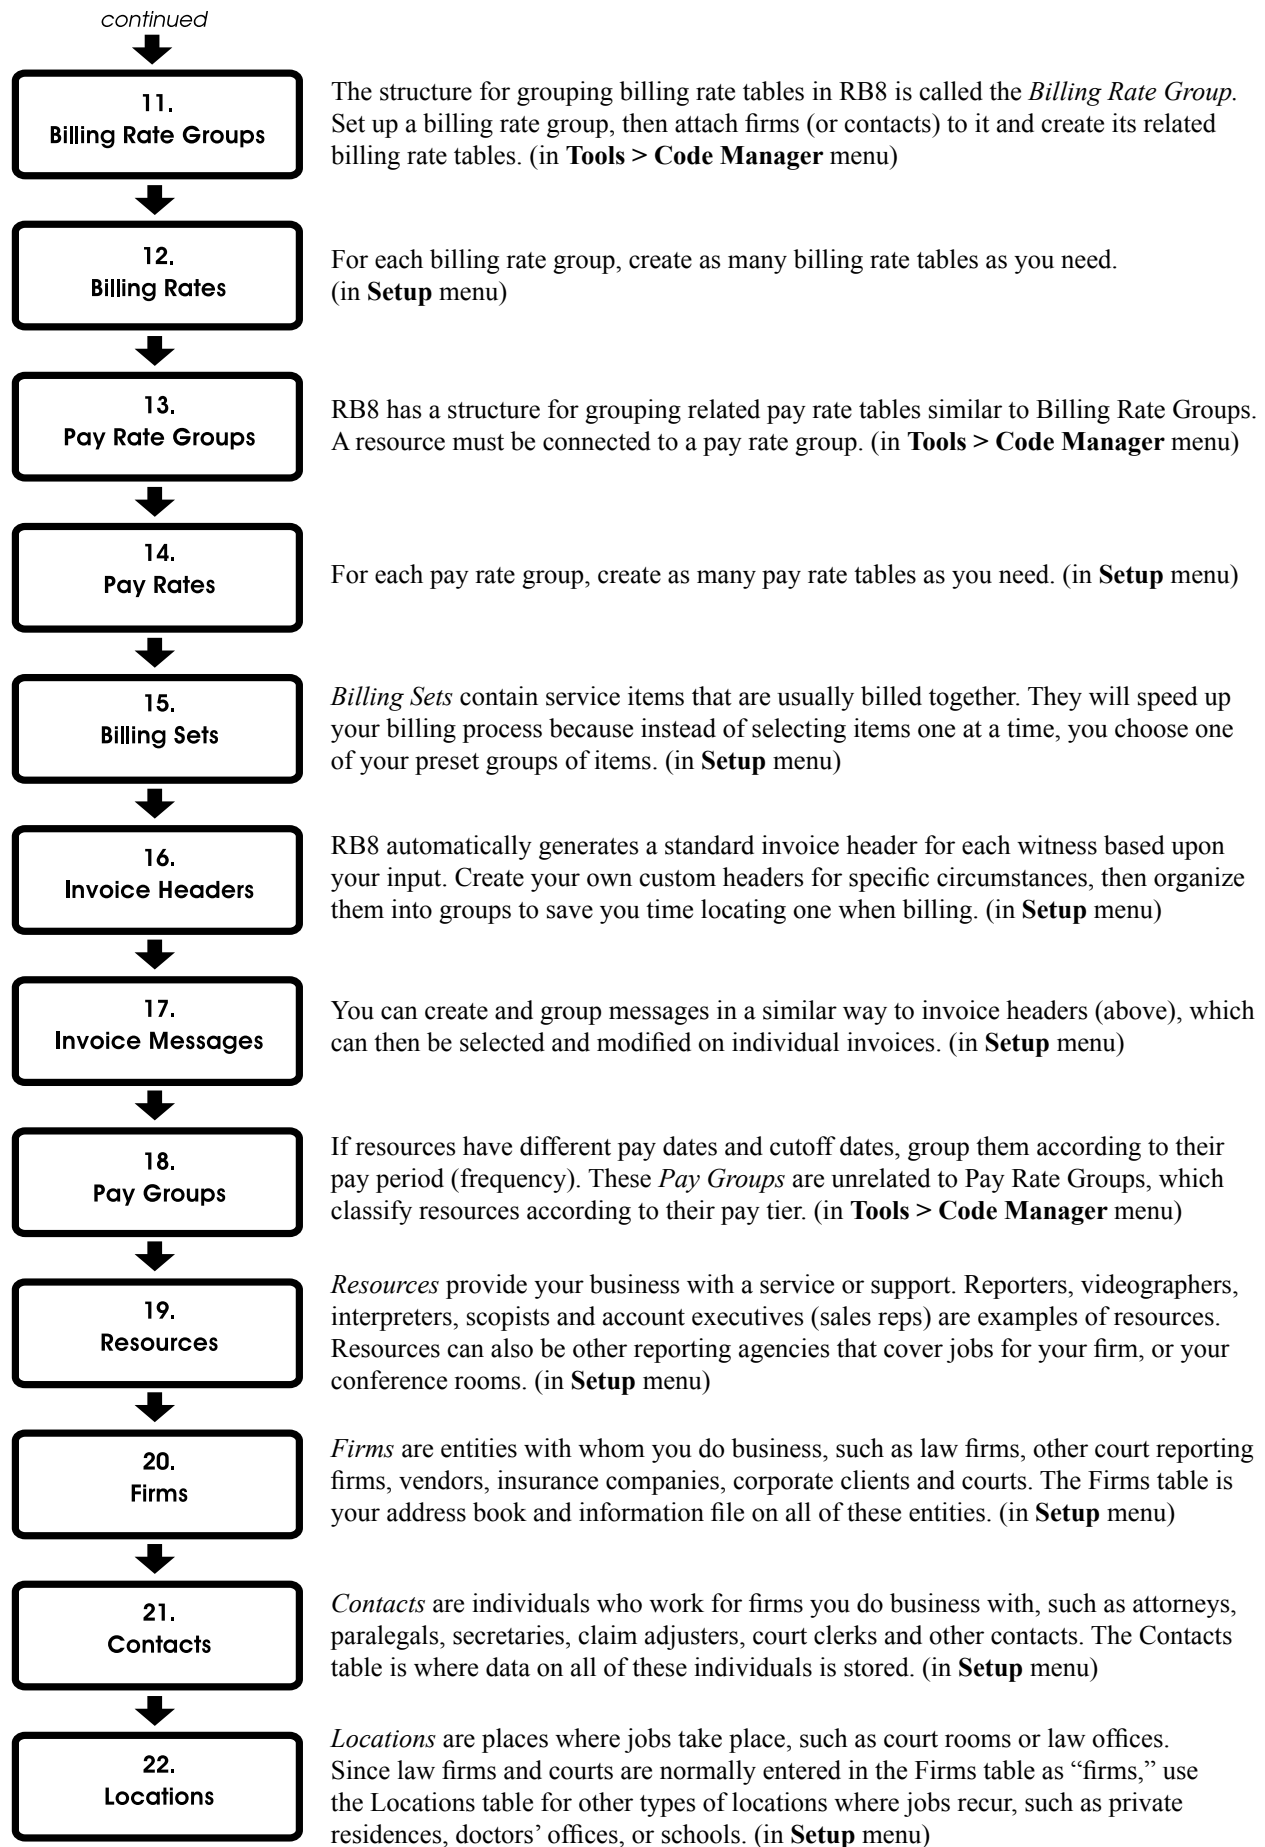 continued
11.
Billing Rate Groups
The structure for grouping billing rate tables in RB8 is called the Billing Rate Group.
Set up a billing rate group, then attach firms (or contacts) to it and create its related
billing rate tables. (in Tools > Code Manager menu)
12.
Billing Rates
For each billing rate group, create as many billing rate tables as you need.
(in Setup menu)
13.
Pay Rate Groups
RB8 has a structure for grouping related pay rate tables similar to Billing Rate Groups.
A resource must be connected to a pay rate group. (in Tools > Code Manager menu)
14.
Pay Rates
For each pay rate group, create as many pay rate tables as you need. (in Setup menu)
15.
Billing Sets
Billing Sets contain service items that are usually billed together. They will speed up
your billing process because instead of selecting items one at a time, you choose one
of your preset groups of items. (in Setup menu)
16.
Invoice Headers
RB8 automatically generates a standard invoice header for each witness based upon
your input. Create your own custom headers for specific circumstances, then organize
them into groups to save you time locating one when billing. (in Setup menu)
17.
Invoice Messages
You can create and group messages in a similar way to invoice headers (above), which
can then be selected and modified on individual invoices. (in Setup menu)
18.
Pay Groups
If resources have different pay dates and cutoff dates, group them according to their
pay period (frequency). These Pay Groups are unrelated to Pay Rate Groups, which
classify resources according to their pay tier. (in Tools > Code Manager menu)
19.
Resources
Resources provide your business with a service or support. Reporters, videographers,
interpreters, scopists and account executives (sales reps) are examples of resources.
Resources can also be other reporting agencies that cover jobs for your firm, or your
conference rooms. (in Setup menu)
20.
Firms
Firms are entities with whom you do business, such as law firms, other court reporting
firms, vendors, insurance companies, corporate clients and courts. The Firms table is
your address book and information file on all of these entities. (in Setup menu)
21.
Contacts
Contacts are individuals who work for firms you do business with, such as attorneys,
paralegals, secretaries, claim adjusters, court clerks and other contacts. The Contacts
table is where data on all of these individuals is stored. (in Setup menu)
22.
Locations
Locations are places where jobs take place, such as court rooms or law offices.
Since law firms and courts are normally entered in the Firms table as “firms,” use
the Locations table for other types of locations where jobs recur, such as private
residences, doctors’ offices, or schools. (in Setup menu)